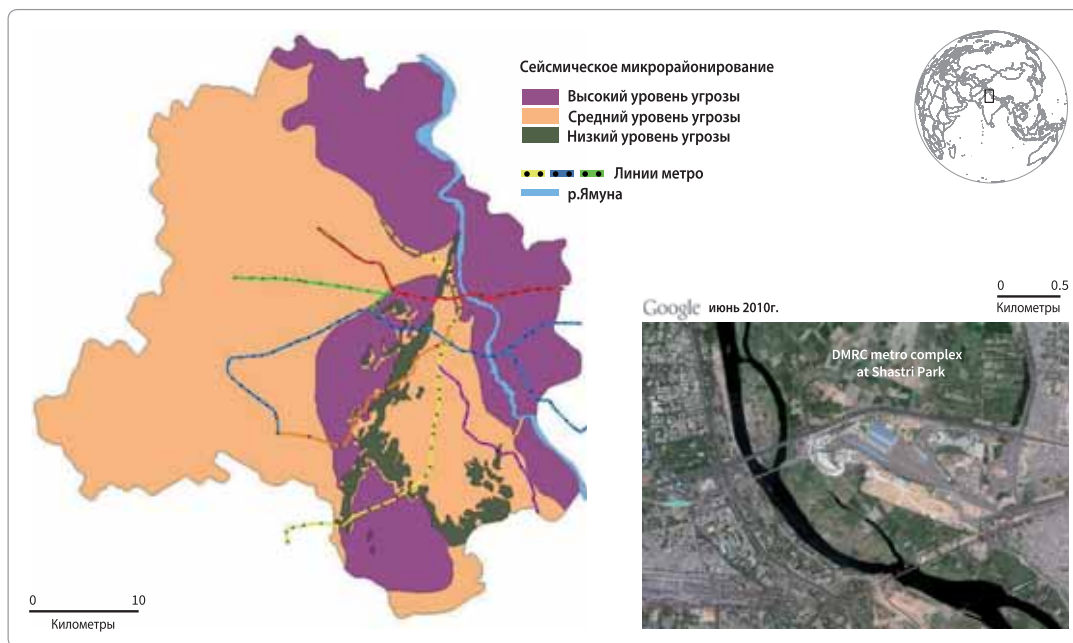 Сейсмическое микрорайонирование
Высокий уровень угрозы
Средний уровень угрозы
Низкий уровень угрозы
Линии метро
р.Ямуна
0 10
Километры
0 0.5
Километры
Google июнь 2010г.
DMRC metro complex
at Shastri Park